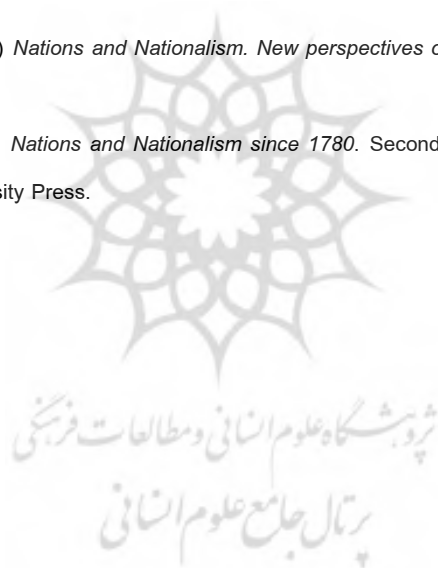 ) Nations and Nationalism. New perspectives o
Nations and Nationalism since 1780. Second
sity Press.
پژوهشگاه علوم انسانی و مطالعات فرهنگی
پرتال جامع علوم انسانی